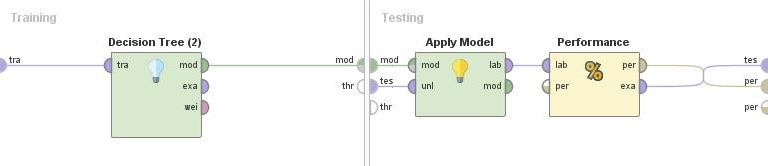 Training
Testing
Decision Tree (2)
Apply Model
Performance
tra
tra
mod
mod
mod
mod
lab
lab
per
tes
exa
thr
tes
unl
mod
per
exa
per
wei
thr
per
%